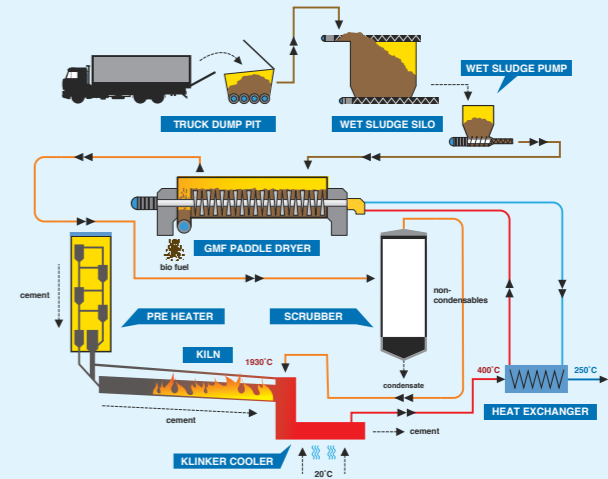 WET SLUDGE PUMP
TRUCK DUMP PIT
WET SLUDGE SILO
GMF PADDLE DRYER
bio fuel
cement
PRE HEATER
SCRUBBER
non-
condensables
KILN
1930°C
condensate
400°C
250°C
cement
cement
HEAT EXCHANGER
KLINKER COOLER
20°C